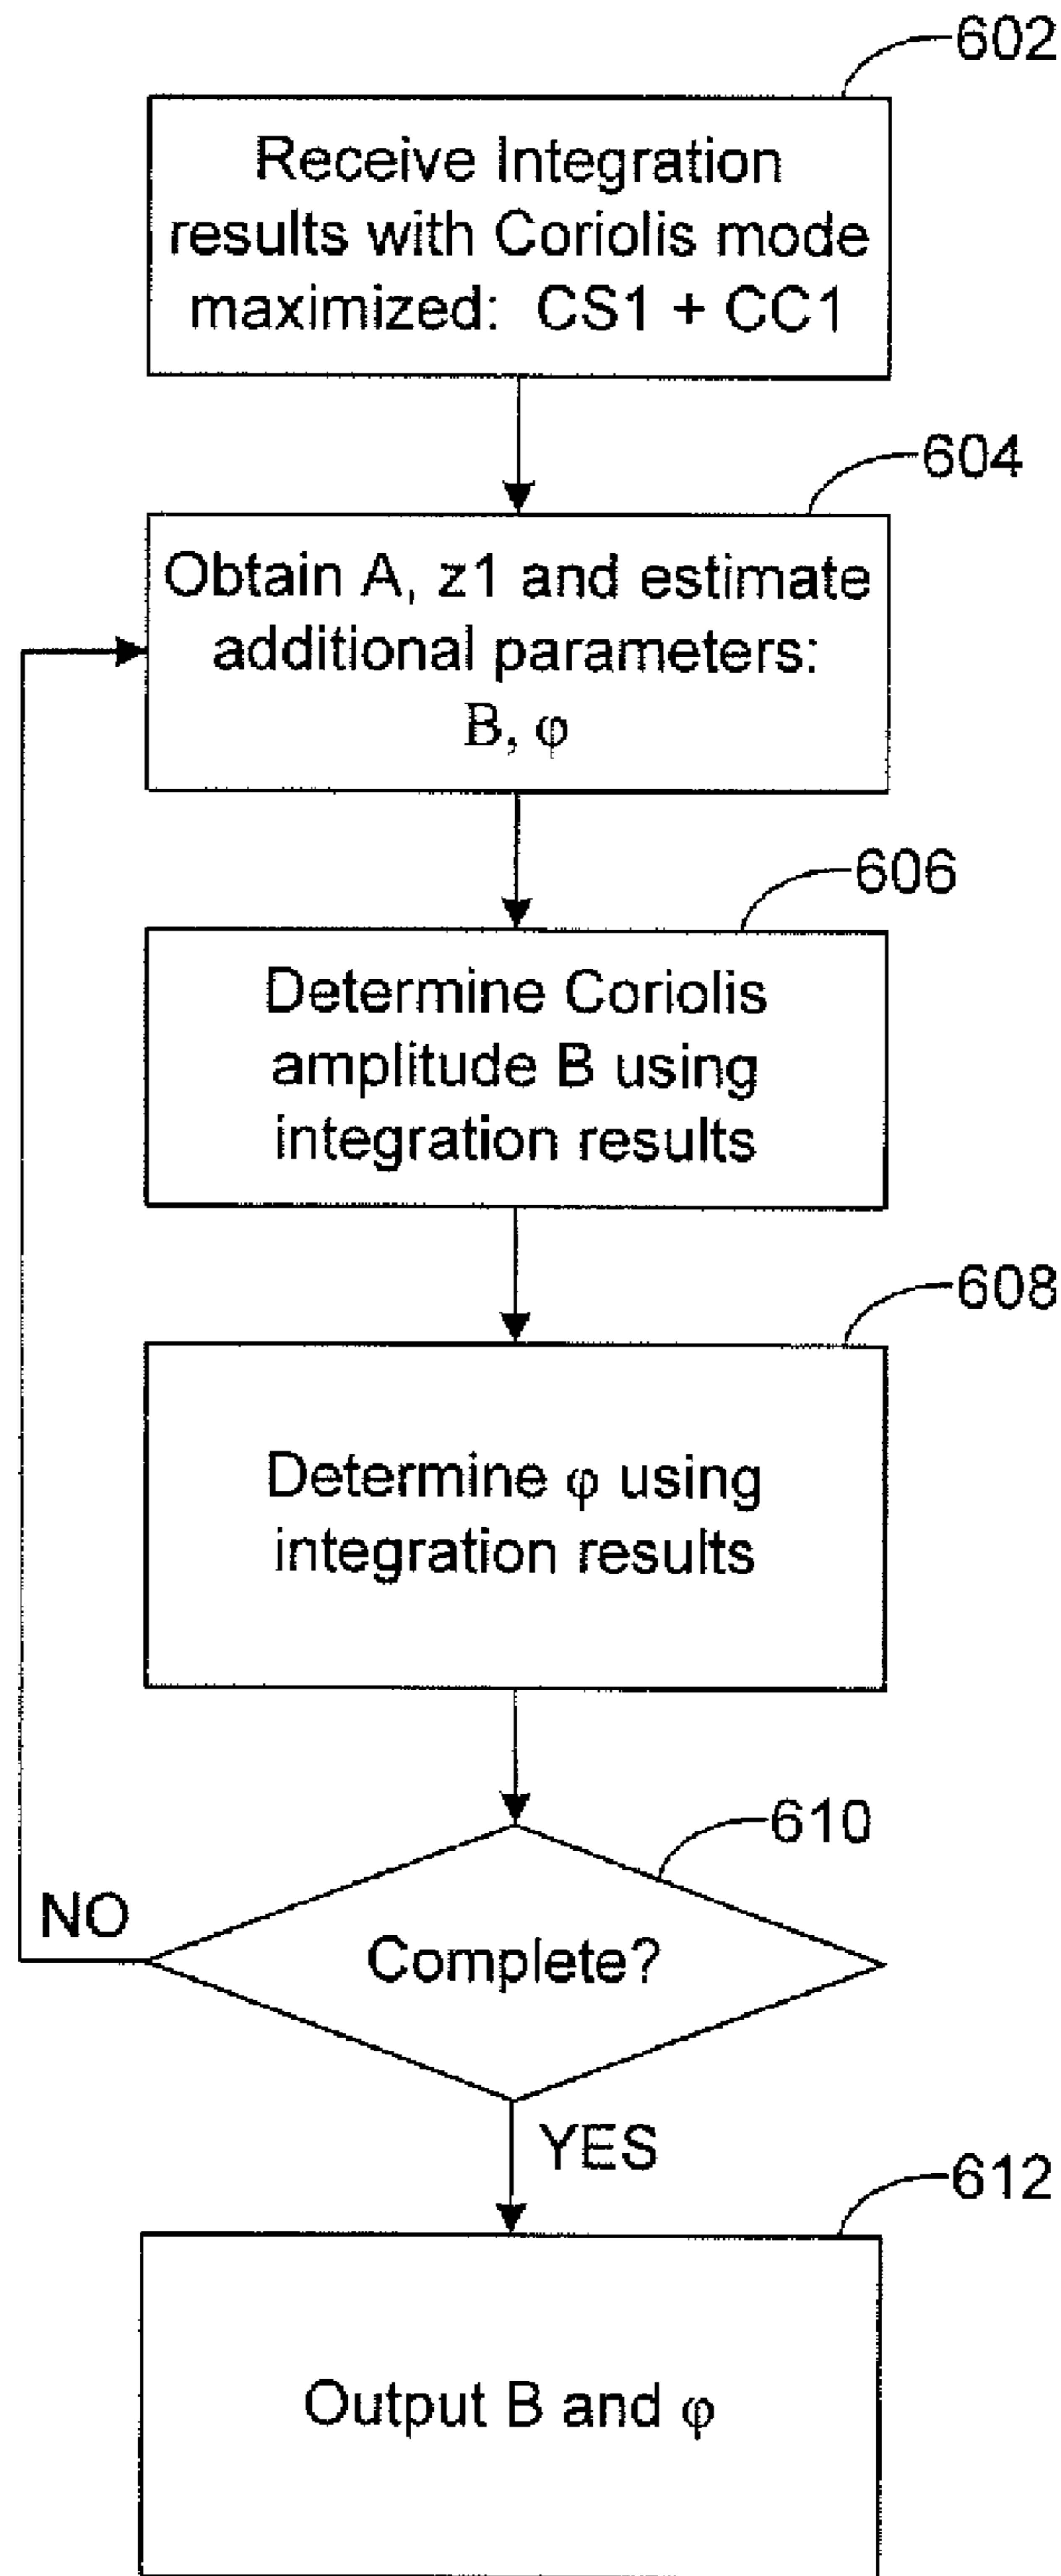 602
Receive Integration
results with Coriolis mode
maximized: CS1 + CC1
604
Obtain A, z1 and estimate
additional parameters:
B, φ
606
Determine Coriolis
amplitude B using
integration results
608
Determine φ using
integration results
610
NO
Complete?
YES
612
Output B and φ